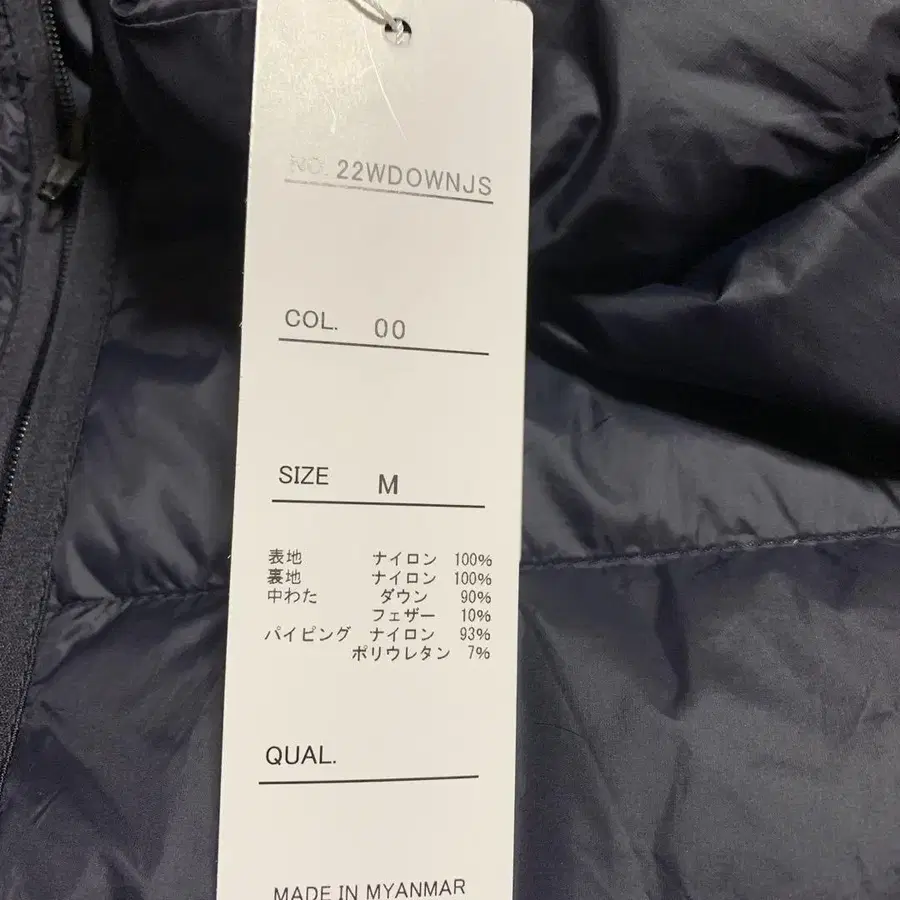 NO. 22WDOWNJS
COL. 00
SIZE M
表地 ナイロン 100%
裏地 ナイロン 100%
中わた ダウン 90%
フェザー 10%
パイピング ナイロン 93%
ポリウレタン 7%
QUAL.
MADE IN MYANMAR